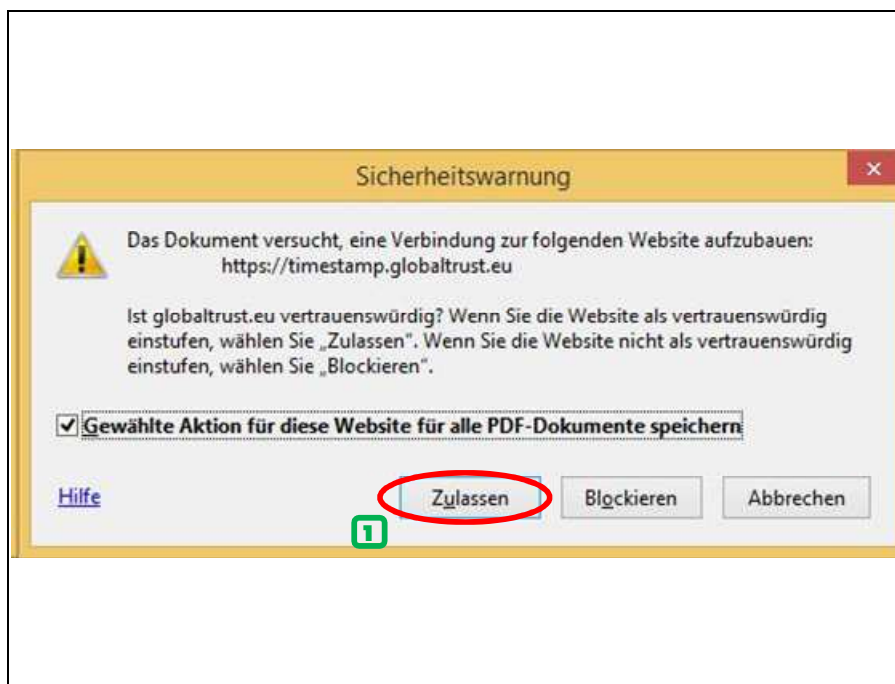 Sicherheitswarnung
Das Dokument versucht, eine Verbindung zur folgenden Website aufzubauen:
https://timestamp.globaltrust.eu
Ist globaltrust.eu vertrauenswürdig? Wenn Sie die Website als vertrauenswürdig
einstufen, wählen Sie „Zulassen“. Wenn Sie die Website nicht als vertrauenswürdig
einstufen, wählen Sie „Blockieren“.
Gewählte Aktion für diese Website für alle PDF-Dokumente speichern
Hilfe Zulassen Blockieren Abbrechen
1